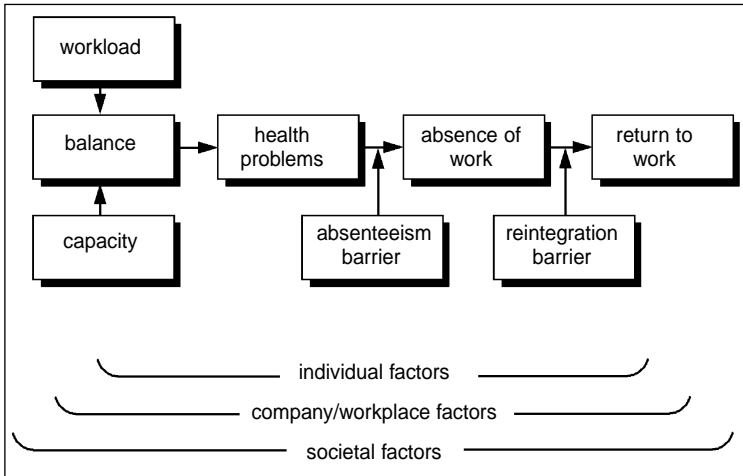 workload
balance
health
problems
absence of
work
return to
work
capacity
absenteeism
barrier
reintegration
barrier
individual factors
company/workplace factors
societal factors